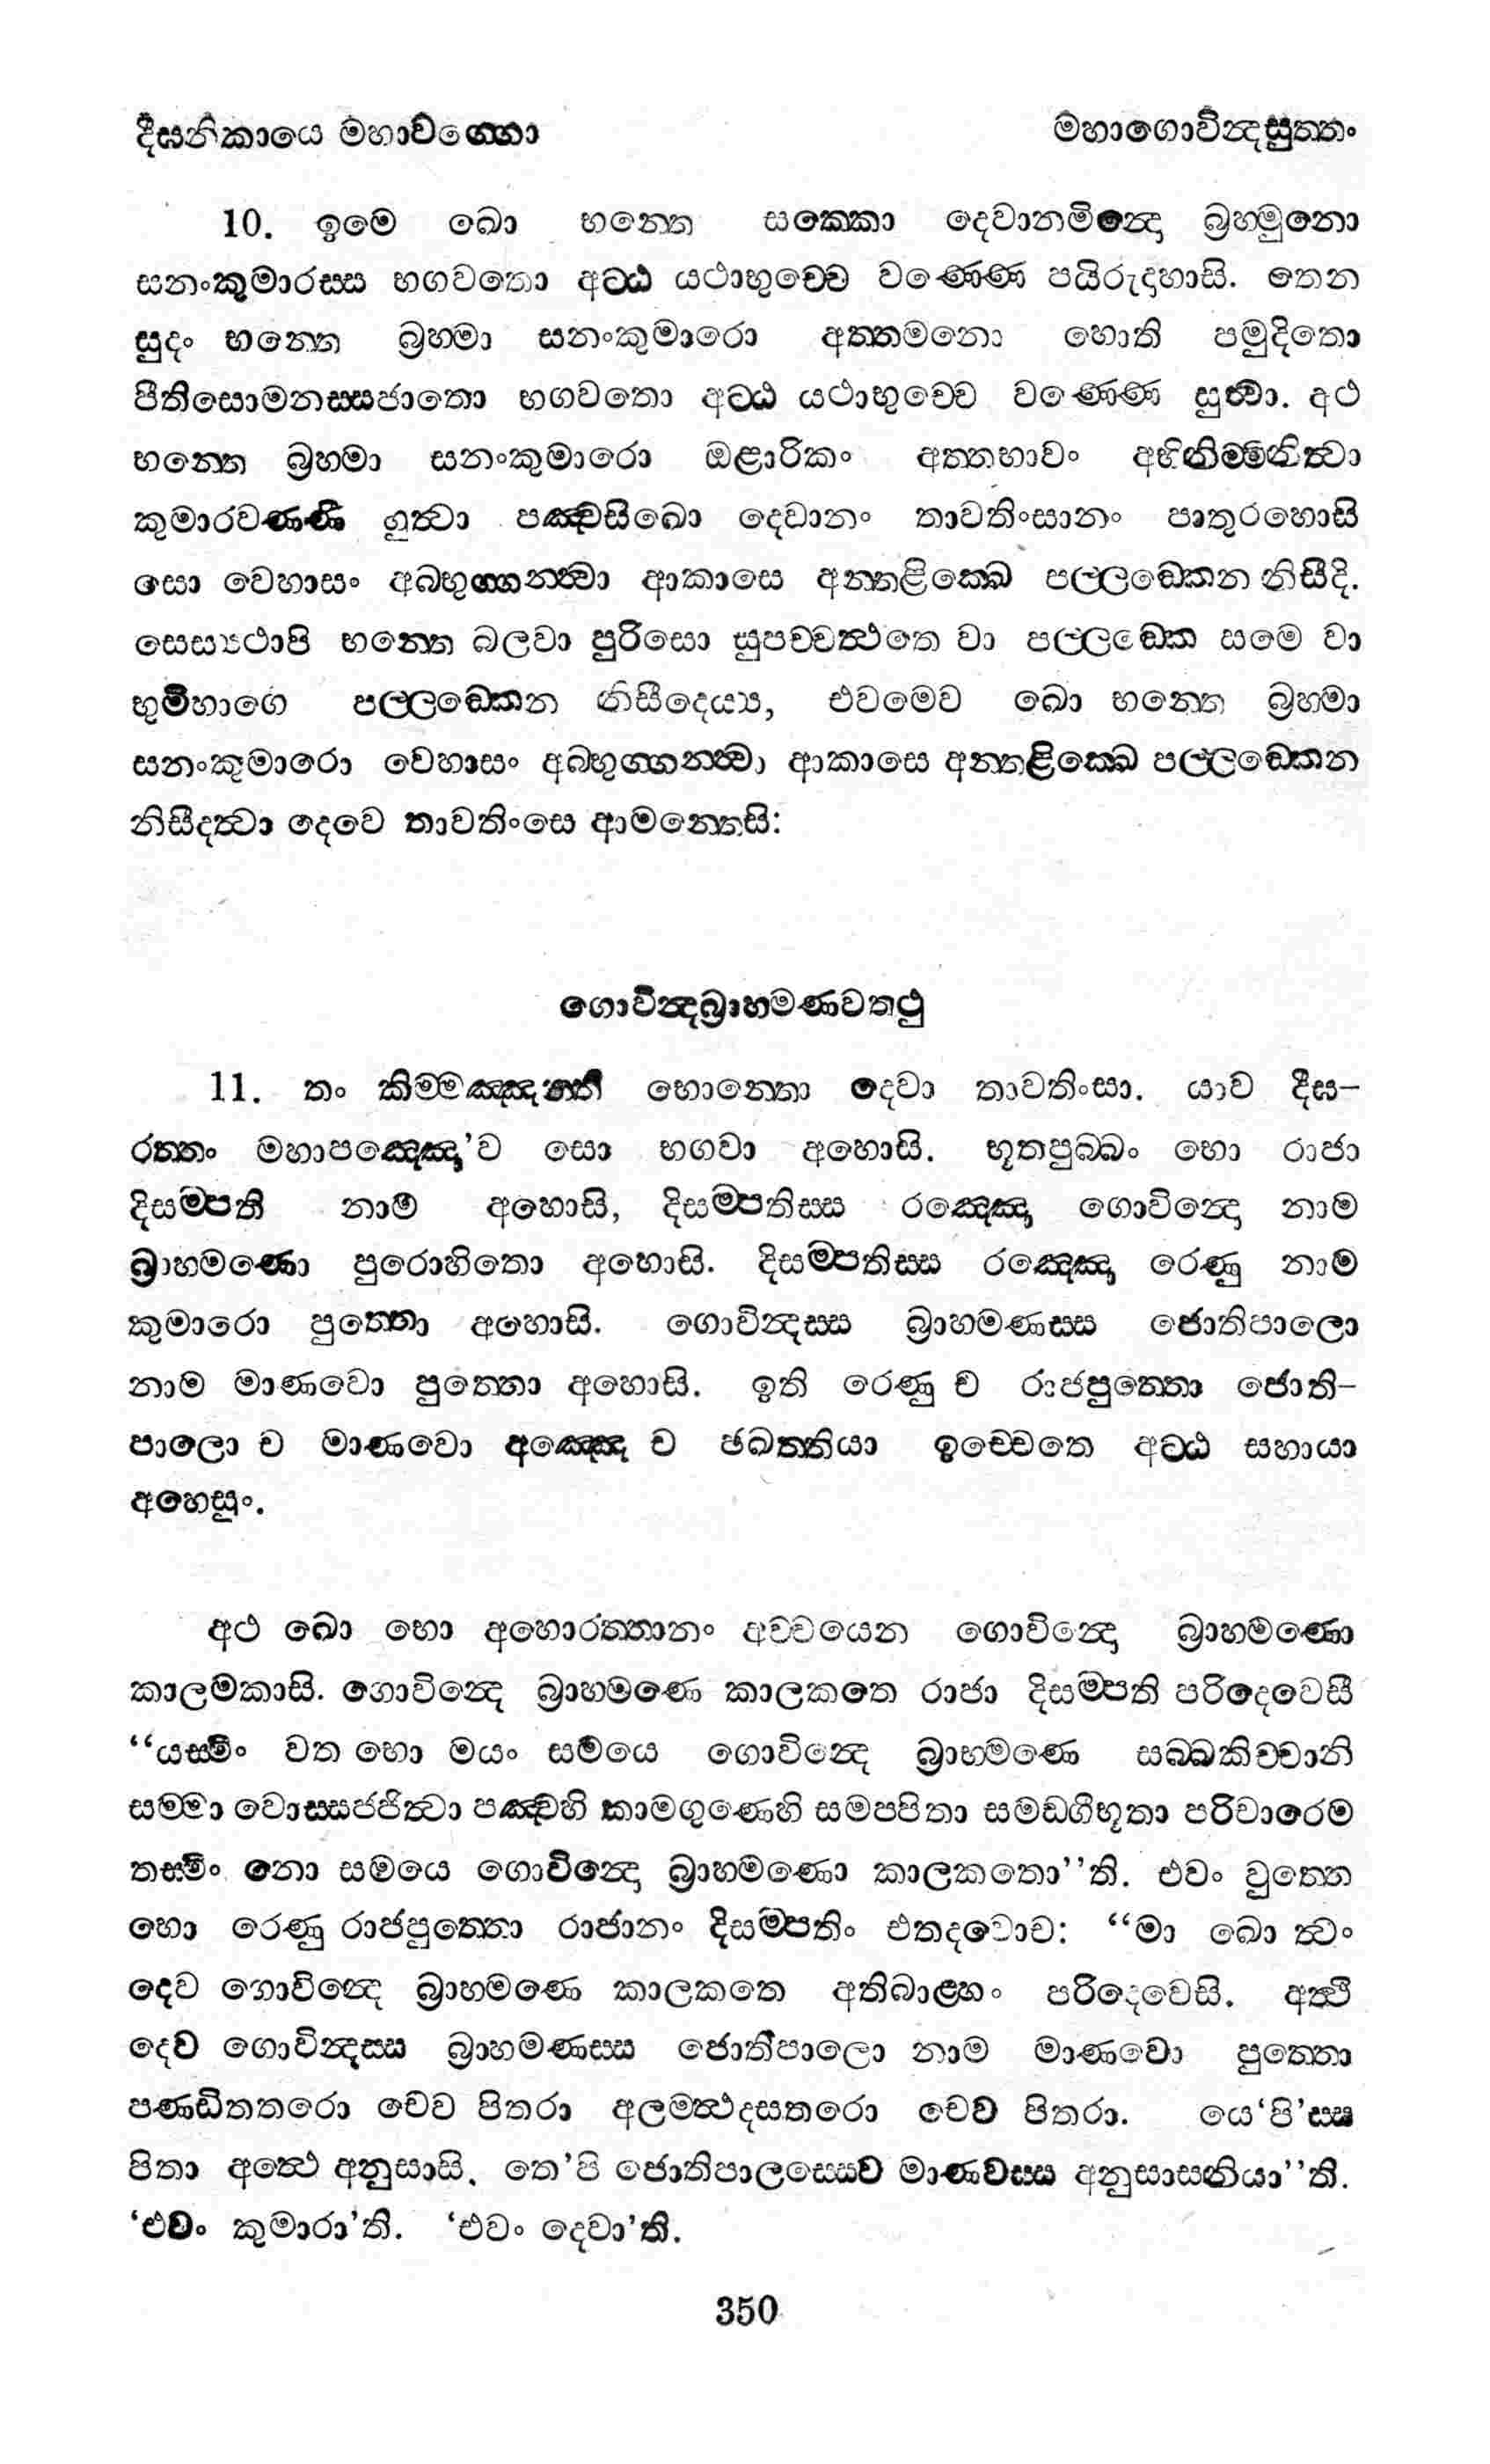 දීඝනිකායෙ මහාවග්ගො
මහාගොවින්දසුත්තං
10. ඉමෙ ඛො භන්තෙ සක්කො දෙවානමින්දො බ්‍රහ්මුනො
සනංකුමාරස්ස භගවතො අට්ඨ යථාභුච්චෙ වණ්ණෙ පයිරුදාහාසි. තෙන
සුදං භන්තෙ බ්‍රහ්මා සනංකුමාරො අත්තමනො හොති පමුදිතො
පීතිසොමනස්සජාතො භගවතො අට්ඨ යථාභුච්චෙ වණ්ණෙ සුත්වා. අථ
භන්තෙ බ්‍රහ්මා සනංකුමාරො ඔළාරිකං අත්තභාවං අභිනිම්මිනිත්වා
කුමාරවණ්ණී හුත්වා පඤ්චසිඛො දෙවානං තාවතිංසානං පාතුරහොසි
සො වෙහාසං අබ්භුග්ගන්ත්වා ආකාසෙ අන්තළික්ඛෙ පල්ලඞ්කෙන නිසීදි.
සෙය්‍යථාපි භන්තෙ බලවා පුරිසො සුපච්චත්ථතෙ වා පල්ලඞ්කෙ සමෙ වා
භුමිභාගෙ පල්ලඞ්කෙන නිසීදෙය්‍ය, එවමෙව ඛො භන්තෙ බ්‍රහ්මා
සනංකුමාරො වෙහාසං අබ්භුග්ගන්ත්වා ආකාසෙ අන්තළික්ඛෙ පල්ලඞ්කෙන
නිසීදිත්වා දෙවෙ තාවතිංසෙ ආමන්තෙසි:
ගොවින්දබ්‍රාහ්මණවත්ථු
11. තං කිම්මඤ්ඤන්ති භොන්තො දෙවා තාවතිංසා. යාව දීඝ-
රත්තං මහාපඤ්ඤො'ව සො භගවා අහොසි. භූතපුබ්බං භො රාජා
දිසම්පති නාම අහොසි, දිසම්පතිස්ස රඤ්ඤො ගොවින්දො නාම
බ්‍රාහ්මණො පුරොහිතො අහොසි. දිසම්පතිස්ස රඤ්ඤො රෙණු නාම
කුමාරො පුත්තො අහොසි. ගොවින්දස්ස බ්‍රාහ්මණස්ස ජොතිපාලො
නාම මාණවො පුත්තො අහොසි. ඉති රෙණු ච රාජපුත්තො ජොති-
පාලො ච මාණවො අඤ්ඤෙ ච ඡඛත්තියා ඉච්චෙතෙ අට්ඨ සහායා
අහෙසුං.
අථ ඛො භො අහොරත්තානං අච්චයෙන ගොවින්දො බ්‍රාහ්මණො
කාලමකාසි. ගොවින්දෙ බ්‍රාහ්මණෙ කාලකතෙ රාජා දිසම්පති පරිදෙවෙසී
“යස්මිං වත භො මයං සමයෙ ගොවින්දෙ බ්‍රාහ්මණෙ සබ්බකිච්චානි
සම්මා වොස්සජ්ජිත්වා පඤ්චහි කාමගුණෙහි සමප්පිතා සමඞ්ගීභූතා පරිචාරෙම
තස්මිං නො සමයෙ ගොවින්දො බ්‍රාහ්මණො කාලකතො”ති. එවං වුත්තෙ
භො රෙණු රාජපුත්තො රාජානං දිසම්පතිං එතදවොච: “මා ඛො ත්වං
දෙව ගොවින්දෙ බ්‍රාහ්මණෙ කාලකතෙ අතිබාළ්හං පරිදෙවෙසි. අත්ථි
දෙව ගොවින්දස්ස බ්‍රාහ්මණස්ස ජොතිපාලො නාම මාණවො පුත්තො
පණ්ඩිතතරො චෙව පිතරා අලමත්ථදසතරො චෙව පිතරා. යෙ‘පි’ස්ස
පිතා අත්ථෙ අනුසාසි, තෙ'පි ජොතිපාලස්සෙව මාණවස්ස අනුසාසනියා”ති.
‘එවං කුමාරා’ති. ‘එවං දෙවා’ති.
350